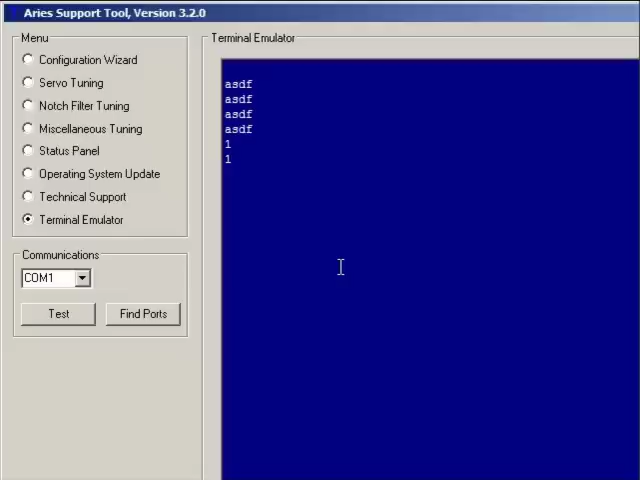 Aries Support Tool, Version 3.2.0
Menu
Configuration Wizard
Servo Tuning
Notch Filter Tuning
Miscellaneous Tuning
Status Panel
Operating System Update
Technical Support
Terminal Emulator
Communications
COM1
Test
Find Ports
Terminal Emulator
asdf
asdf
asdf
asdf
1
1